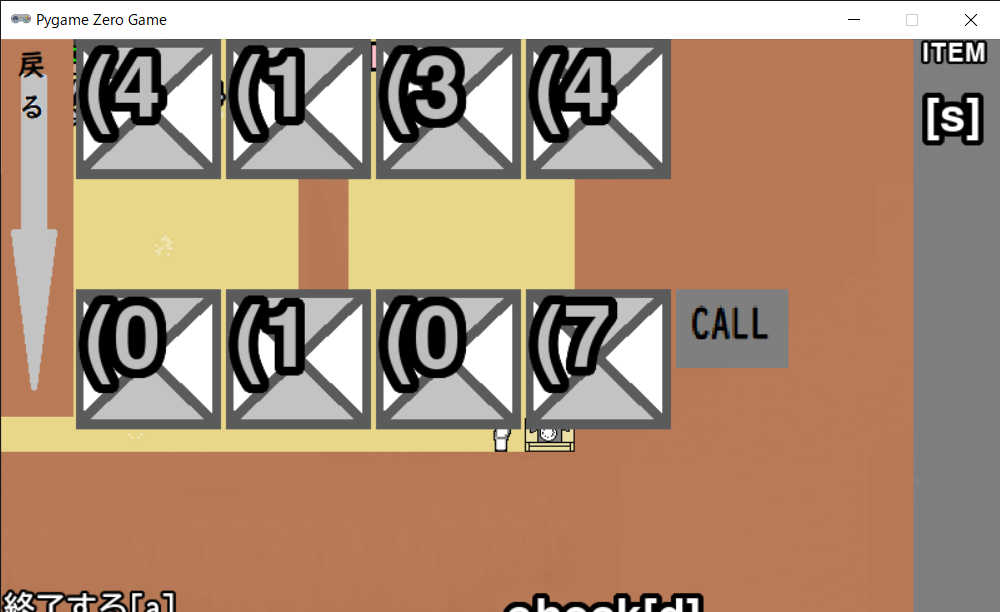 Pygame Zero Game
戻る
(4 (1 (3 (4
ITEM
[s]
(0 (1 (0 (7
CALL
終了する[a]
check[d]